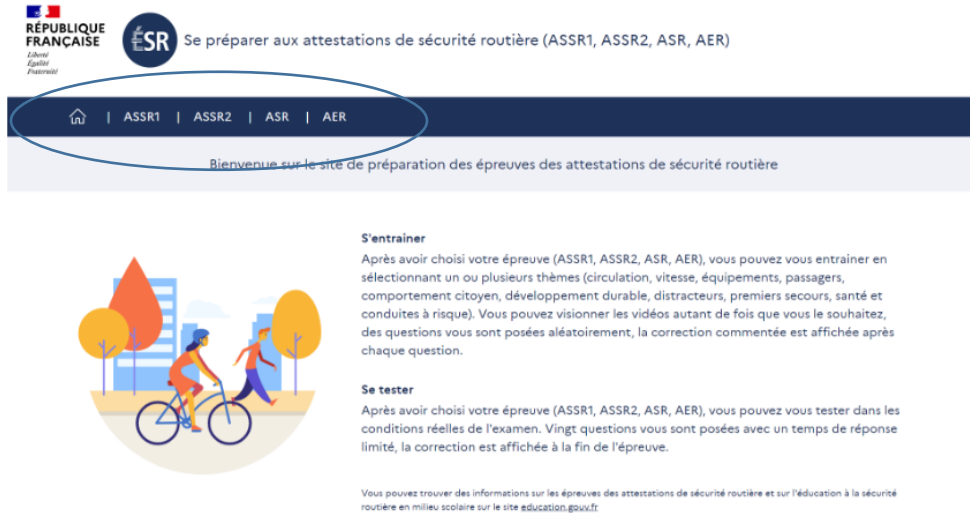 RÉPUBLIQUE
FRANÇAISE
Liberté
Égalité
Fraternité
ÉSR
Se préparer aux attestations de sécurité routière (ASSR1, ASSR2, ASR, AER)
| ASSR1 | ASSR2 | ASR | AER
Bienvenue sur le site de préparation des épreuves des attestations de sécurité routière
S'entrainer
Après avoir choisi votre épreuve (ASSR1, ASSR2, ASR, AER), vous pouvez vous entrainer en
sélectionnant un ou plusieurs thèmes (circulation, vitesse, équipements, passagers,
comportement citoyen, développement durable, distracteurs, premiers secours, santé et
conduites à risque). Vous pouvez visionner les vidéos autant de fois que vous le souhaitez,
des questions vous sont posées aléatoirement, la correction commentée est affichée après
chaque question.
Se tester
Après avoir choisi votre épreuve (ASSR1, ASSR2, ASR, AER), vous pouvez vous tester dans les
conditions réelles de l'examen. Vingt questions vous sont posées avec un temps de réponse
limité, la correction est affichée à la fin de l'épreuve.
Vous pouvez trouver des informations sur les épreuves des attestations de sécurité routière et sur l'éducation à la sécurité
routière en milieu scolaire sur le site education.gouv.fr